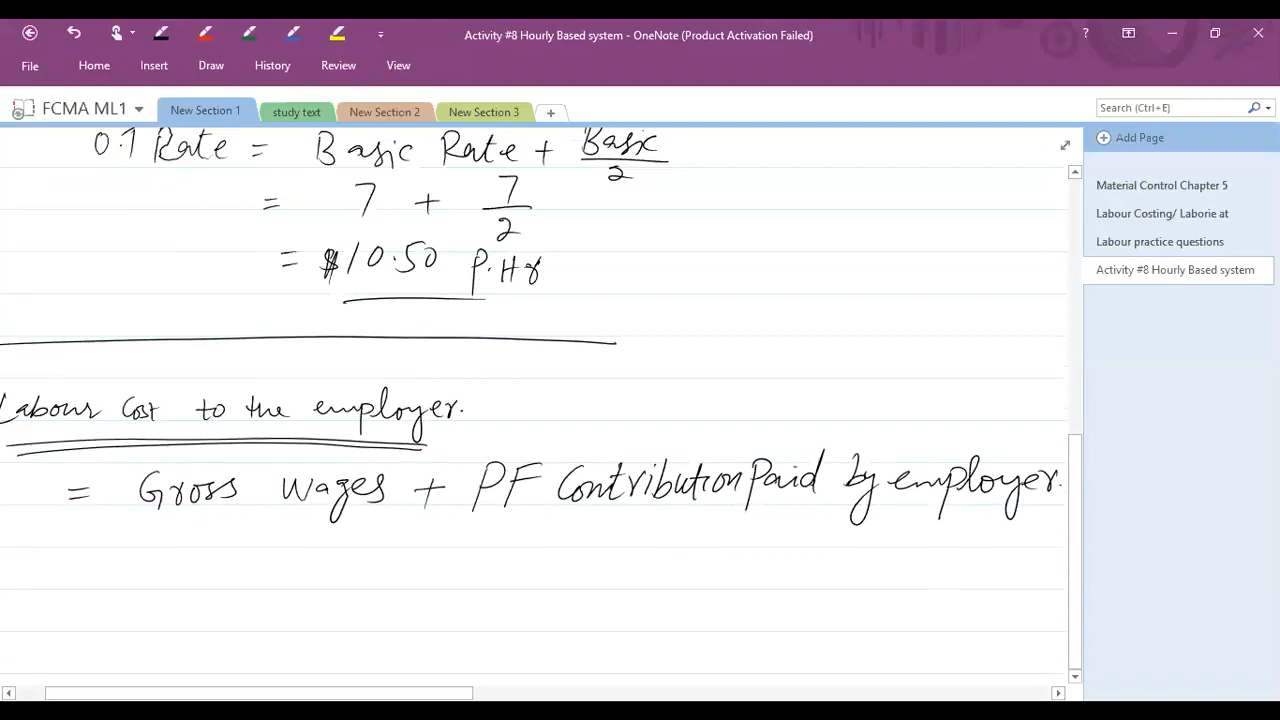 Activity #8 Hourly Based system - OneNote (Product Activation Failed)
?
File Home Insert Draw History Review View
FCMA ML1 New Section 1 study text New Section 2 New Section 3 +
Search (Ctrl+E)
Add Page
Material Control Chapter 5
Labour Costing/ Laborie at
Labour practice questions
Activity #8 Hourly Based system
O.T Rate = Basic Rate + Basic
2
= 7 + 7
2
= $10.50 P.Hr
Labour Cost to the employer.
= Gross wages + PF Contribution Paid by employer.